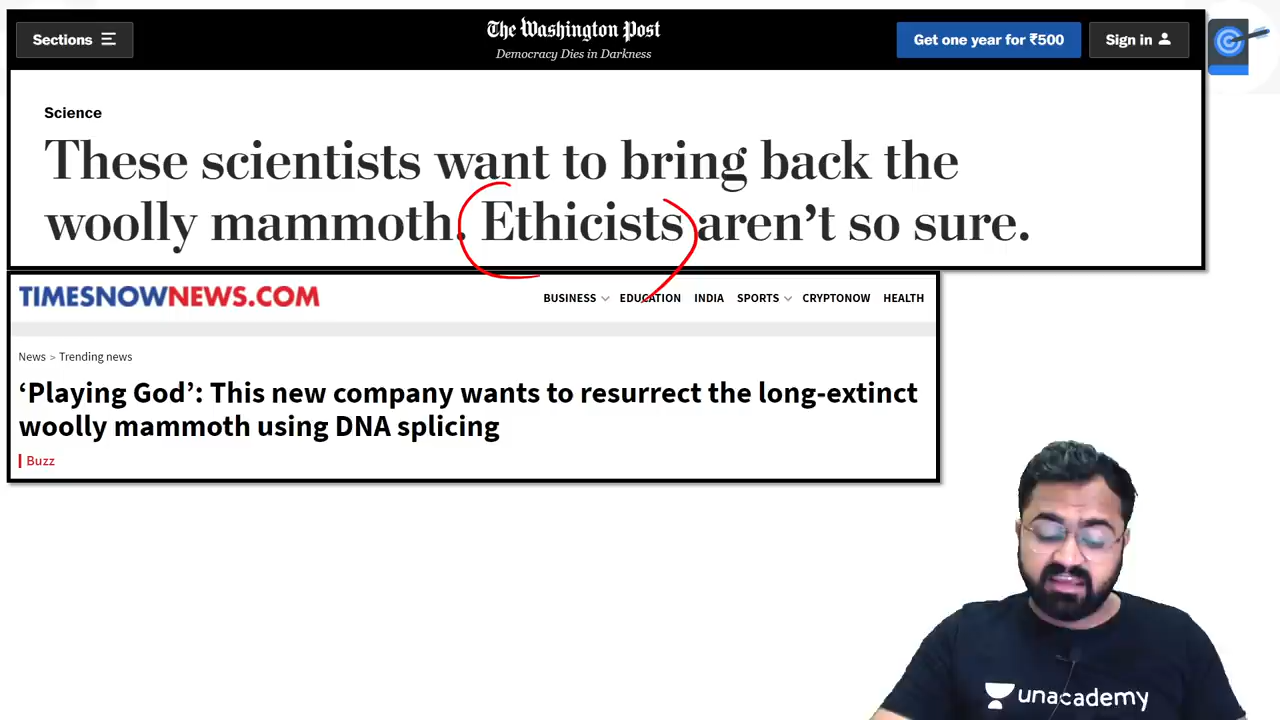 Sections
The Washington Post
Democracy Dies in Darkness
Get one year for ₹500
Sign in
Science
These scientists want to bring back the
woolly mammoth. Ethicists aren’t so sure.
TIMESNOWNEWS.COM
BUSINESS EDUCATION INDIA SPORTS CRYPTONOW HEALTH
News > Trending news
‘Playing God’: This new company wants to resurrect the long-extinct
woolly mammoth using DNA splicing
Buzz
unacademy